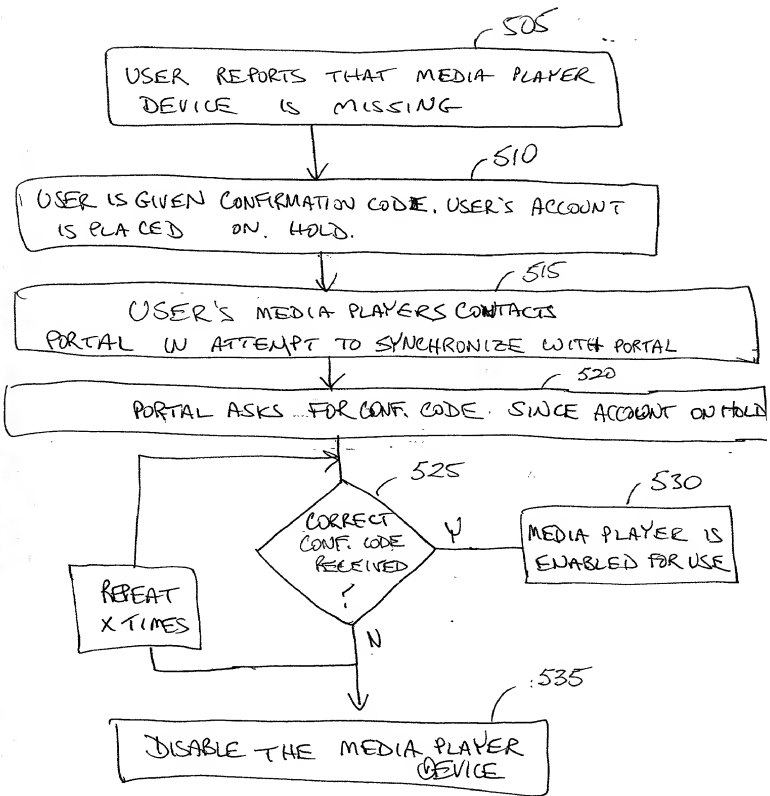 505
USER REPORTS THAT MEDIA PLAYER
DEVICE IS MISSING
510
USER IS GIVEN CONFIRMATION CODE. USER'S ACCOUNT
IS PLACED ON. HOLD.
515
USER'S MEDIA PLAYERS CONTACTS
PORTAL IN ATTEMPT TO SYNCHRONIZE WITH PORTAL
520
PORTAL ASKS FOR CONF. CODE. SINCE ACCOUNT ON HOLD
525
CORRECT
CONF. CODE
RECEIVED
?
Y
530
MEDIA PLAYER IS
ENABLED FOR USE
REPEAT
X TIMES
N
535
DISABLE THE MEDIA PLAYER
DEVICE